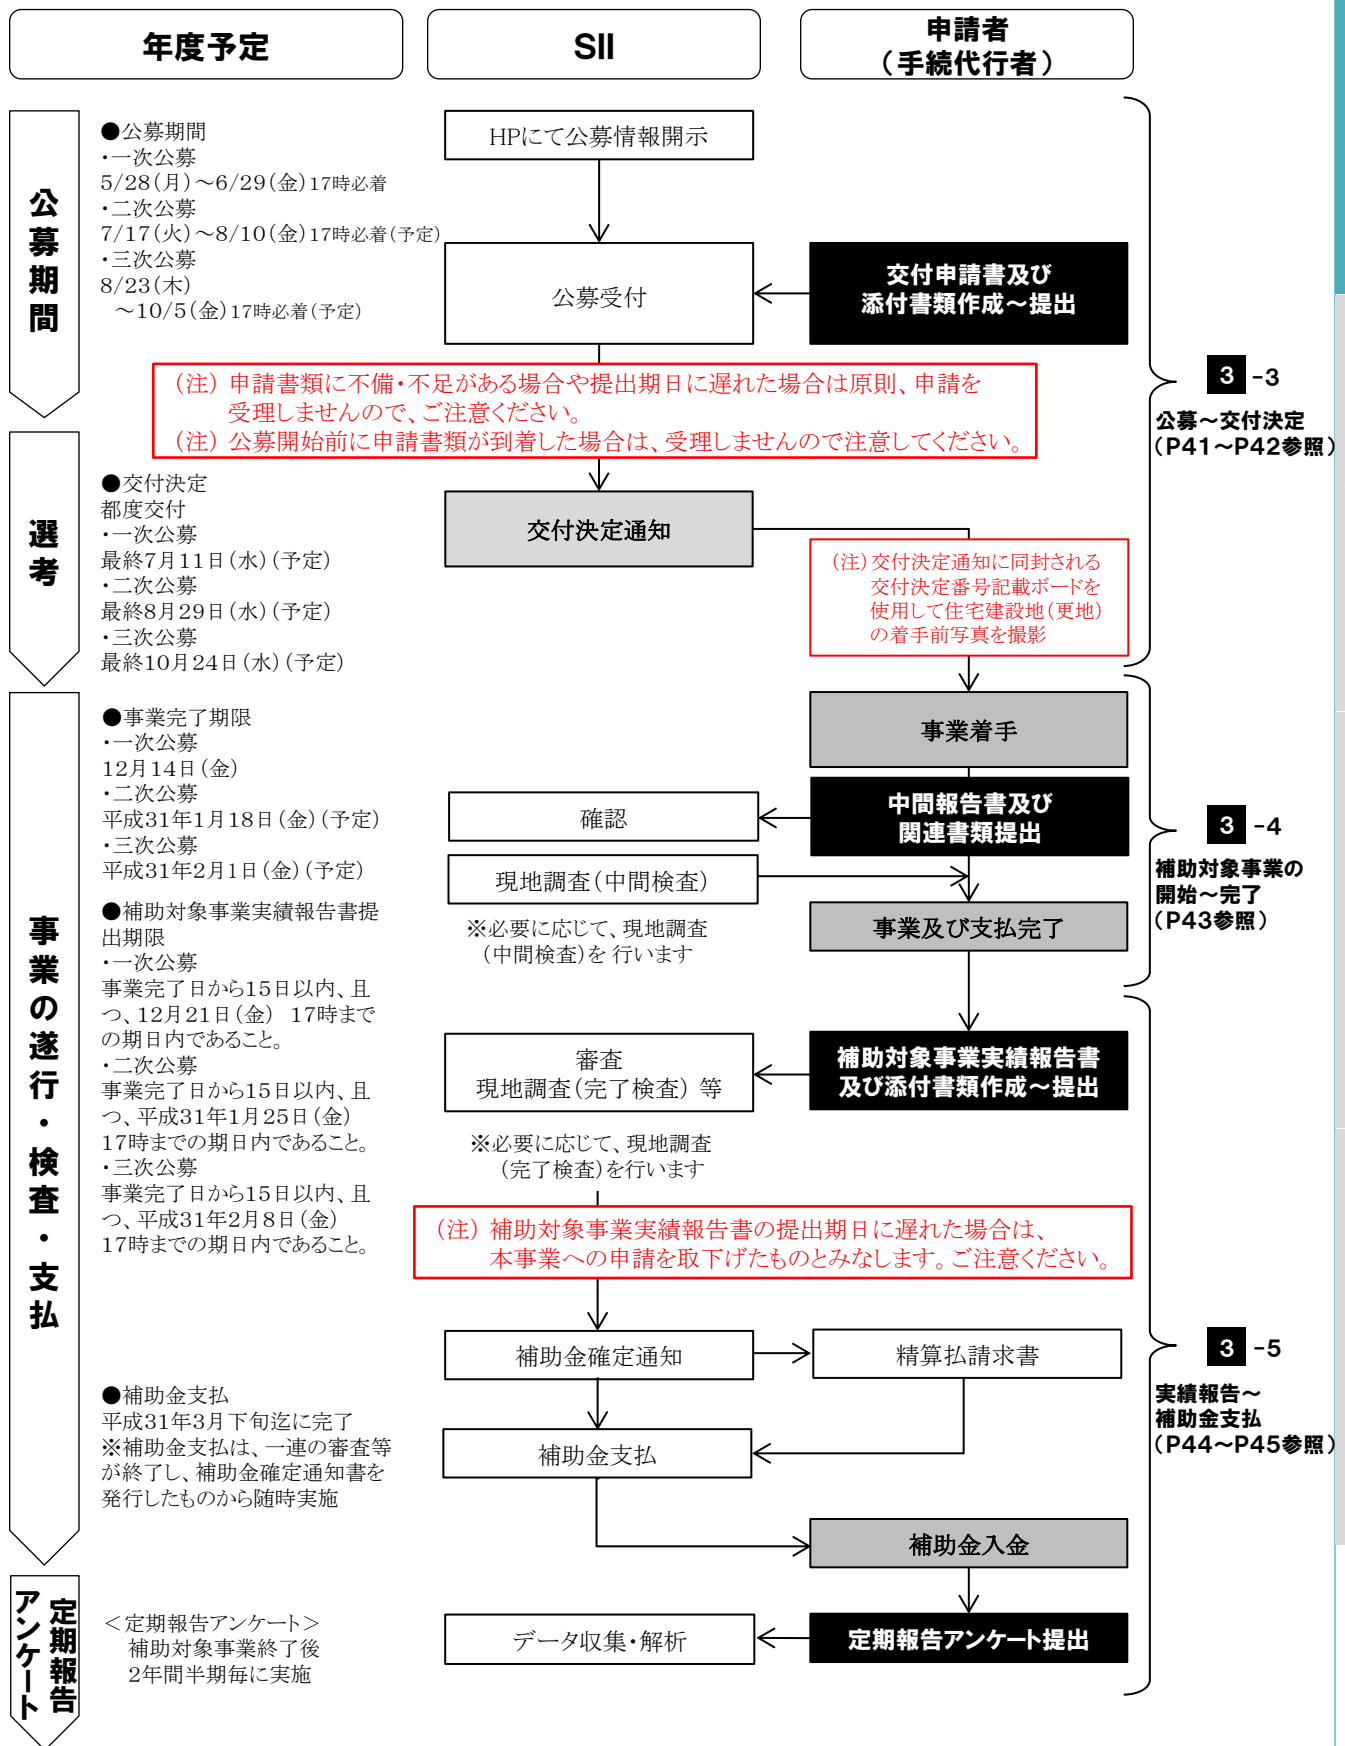 年度予定
SII
申請者
（手続代行者）
公募期間
●公募期間
・一次公募
5/28（月）～6/29（金）17時必着
・二次公募
7/17（火）～8/10（金）17時必着（予定）
・三次公募
8/23（木）
～10/5（金）17時必着（予定）
HPにて公募情報開示
公募受付
交付申請書及び
添付書類作成～提出
（注） 申請書類に不備・不足がある場合や提出期日に遅れた場合は原則、申請を
受理しませんので、ご注意ください。
（注） 公募開始前に申請書類が到着した場合は、受理しませんので注意してください。
3 -3
公募～交付決定
（P41～P42参照）
選考
●交付決定
都度交付
・一次公募
最終7月11日（水）（予定）
・二次公募
最終8月29日（水）（予定）
・三次公募
最終10月24日（水）（予定）
交付決定通知
（注）交付決定通知に同封される
交付決定番号記載ボードを
使用して住宅建設地（更地）
の着手前写真を撮影
事業の遂行・検査・支払
●事業完了期限
・一次公募
12月14日（金）
・二次公募
平成31年1月18日（金）（予定）
・三次公募
平成31年2月1日（金）（予定）
●補助対象事業実績報告書提
出期限
・一次公募
事業完了日から15日以内、且
つ、12月21日（金） 17時まで
の期日内であること。
・二次公募
事業完了日から15日以内、且
つ、平成31年1月25日（金）
17時までの期日内であること。
・三次公募
事業完了日から15日以内、且
つ、平成31年2月8日（金）
17時までの期日内であること。
事業着手
中間報告書及び
関連書類提出
確認
現地調査（中間検査）
※必要に応じて、現地調査
（中間検査）を 行います
事業及び支払完了
3 -4
補助対象事業の
開始～完了
（P43参照）
審査
現地調査（完了検査） 等
補助対象事業実績報告書
及び添付書類作成～提出
※必要に応じて、現地調査
（完了検査）を行います
（注） 補助対象事業実績報告書の提出期日に遅れた場合は、
本事業への申請を取下げたものとみなします。ご注意ください。
補助金確定通知
精算払請求書
●補助金支払
平成31年3月下旬迄に完了
※補助金支払は、一連の審査等
が終了し、補助金確定通知書を
発行したものから随時実施
補助金支払
補助金入金
3 -5
実績報告～
補助金支払
（P44～P45参照）
定期報告
アンケート
＜定期報告アンケート＞
補助対象事業終了後
2年間半期毎に実施
データ収集・解析
定期報告アンケート提出